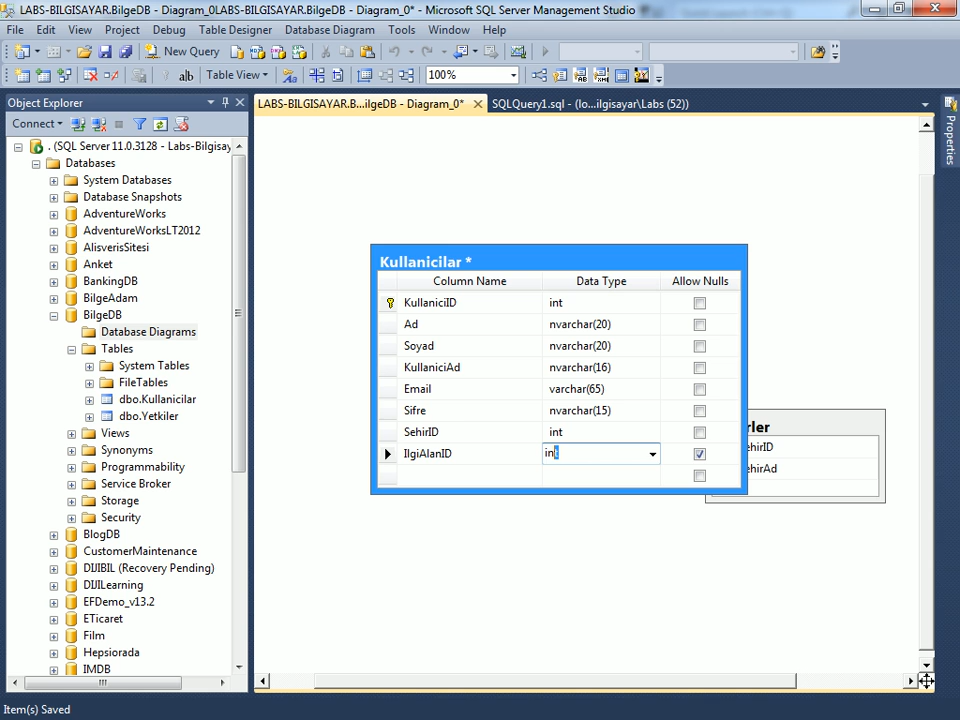 LABS-BILGISAYAR.BilgeDB - Diagram_0LABS-BILGISAYAR.BilgeDB - Diagram_0* - Microsoft SQL Server Management Studio
File Edit View Project Debug Table Designer Database Diagram Tools Window Help
New Query
Table View 100%
Object Explorer
Connect
. (SQL Server 11.0.3128 - Labs-Bilgisay
Databases
System Databases
Database Snapshots
AdventureWorks
AdventureWorksLT2012
AlisverisSitesi
Anket
BankingDB
BilgeAdam
BilgeDB
Database Diagrams
Tables
System Tables
FileTables
dbo.Kullanicilar
dbo.Yetkiler
Views
Synonyms
Programmability
Service Broker
Storage
Security
BlogDB
CustomerMaintenance
DIJIBIL (Recovery Pending)
DIJILearning
EFDemo_v13.2
ETicaret
Film
Hepsiorada
IMDB
LABS-BILGISAYAR.B...ilgeDB - Diagram_0*
SQLQuery1.sql - (lo...ilgisayar\Labs (52))
Properties
Kullanicilar *
Column Name Data Type Allow Nulls
KullaniciID int
Ad nvarchar(20)
Soyad nvarchar(20)
KullaniciAd nvarchar(16)
Email varchar(65)
Sifre nvarchar(15)
SehirID int
IlgiAlanID int
rler
ehirID
ehirAd
Item(s) Saved